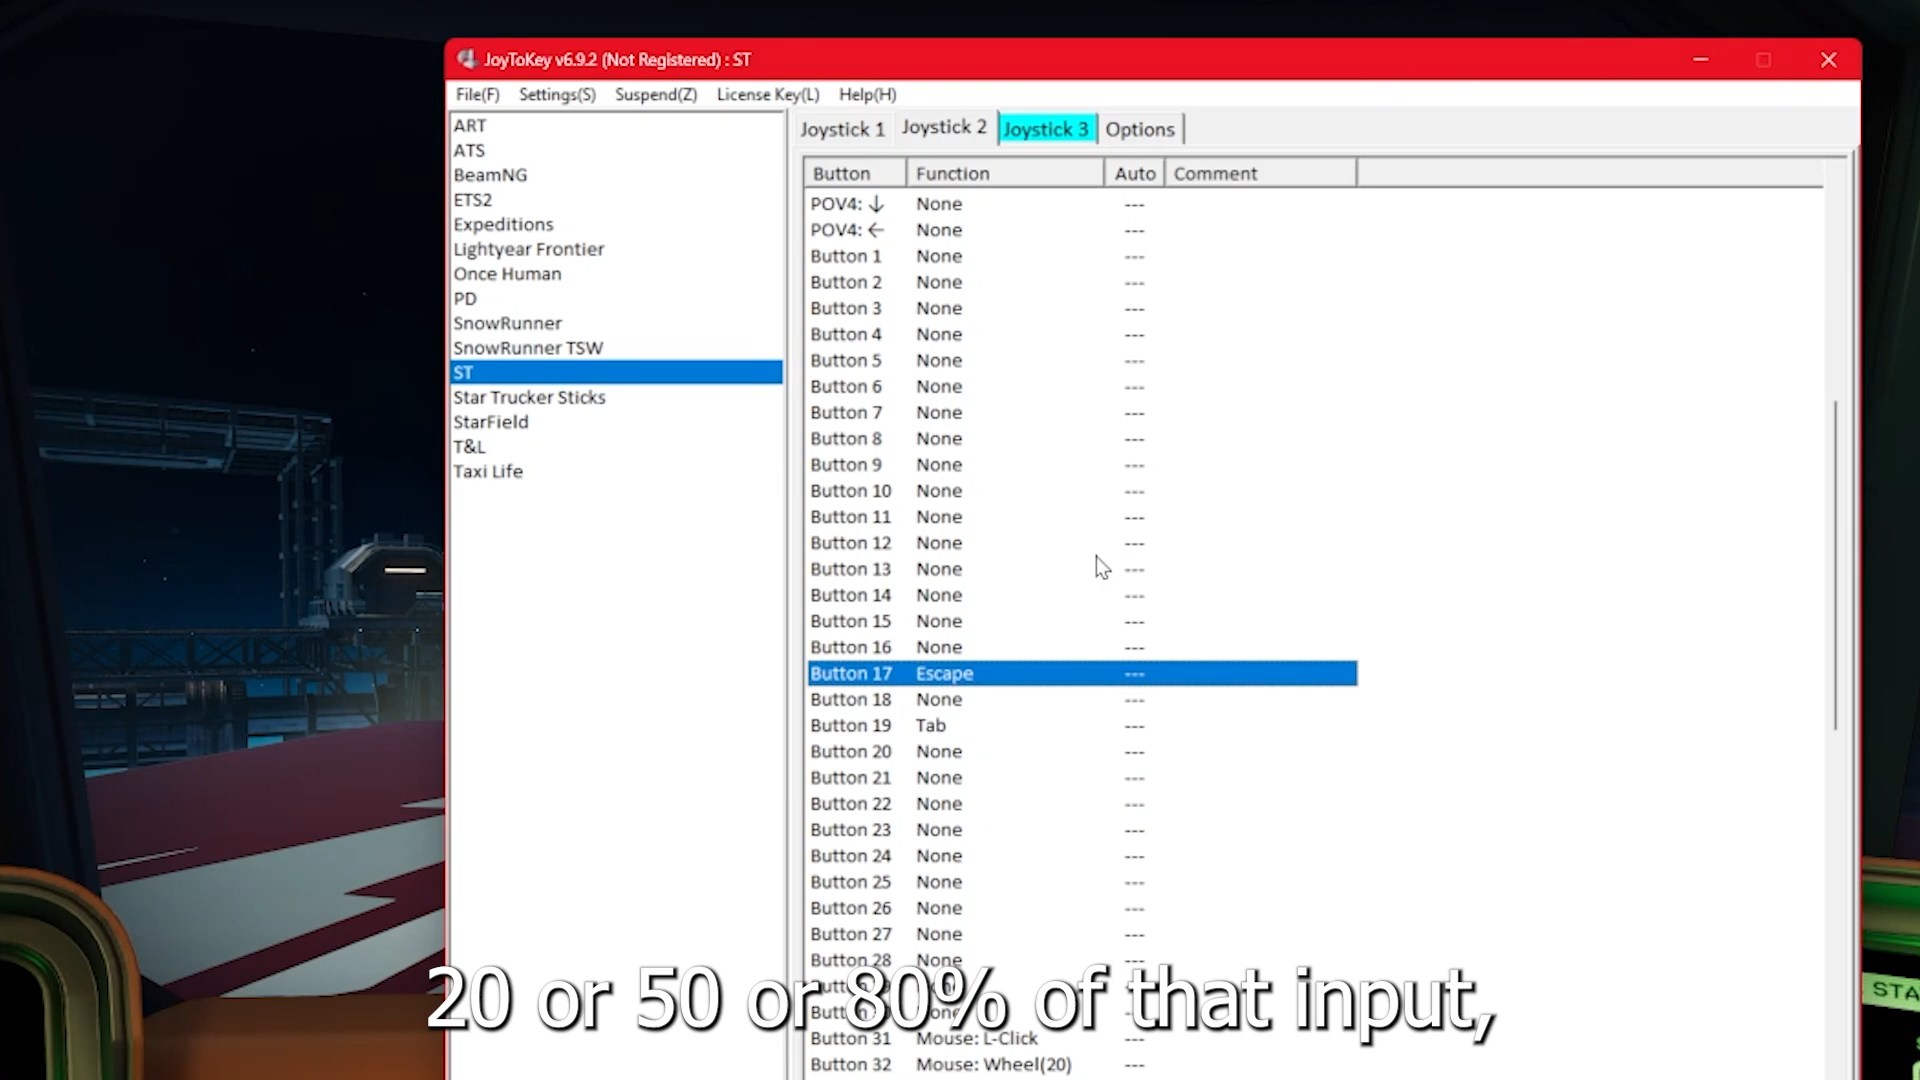 JoyToKey v6.9.2 (Not Registered) : ST
File(F) Settings(S) Suspend(Z) License Key(L) Help(H)
ART
ATS
BeamNG
ETS2
Expeditions
Lightyear Frontier
Once Human
PD
SnowRunner
SnowRunner TSW
ST
Star Trucker Sticks
StarField
T&L
Taxi Life
Joystick 1 Joystick 2 Joystick 3 Options
Button Function Auto Comment
POV4: ↓ None ---
POV4: ← None ---
Button 1 None ---
Button 2 None ---
Button 3 None ---
Button 4 None ---
Button 5 None ---
Button 6 None ---
Button 7 None ---
Button 8 None ---
Button 9 None ---
Button 10 None ---
Button 11 None ---
Button 12 None ---
Button 13 None ---
Button 14 None ---
Button 15 None ---
Button 16 None ---
Button 17 Escape ---
Button 18 None ---
Button 19 Tab ---
Button 20 None ---
Button 21 None ---
Button 22 None ---
Button 23 None ---
Button 24 None ---
Button 25 None ---
Button 26 None ---
Button 27 None ---
Button 28 None ---
20 or 50 or 80% of that input,
Button 31 Mouse: L-Click ---
Button 32 Mouse: Wheel(20) ---
STA